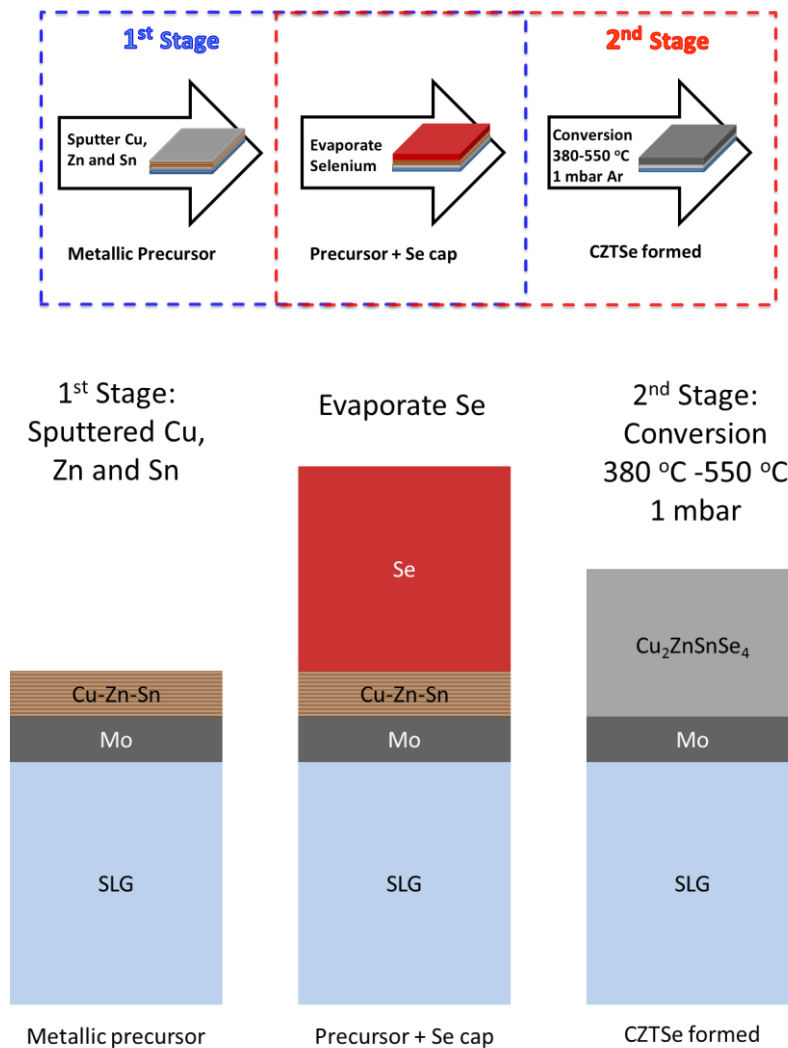 1st Stage
2nd Stage
Sputter Cu,
Zn and Sn
Evaporate
Selenium
Conversion
380-550 °C
1 mbar Ar
Metallic Precursor
Precursor + Se cap
CZTSe formed
1st Stage:
Sputtered Cu,
Zn and Sn
Evaporate Se
2nd Stage:
Conversion
380 °C -550 °C
1 mbar
Cu-Zn-Sn
Mo
SLG
Metallic precursor
Se
Cu-Zn-Sn
Mo
SLG
Precursor + Se cap
Cu2ZnSnSe4
Mo
SLG
CZTSe formed